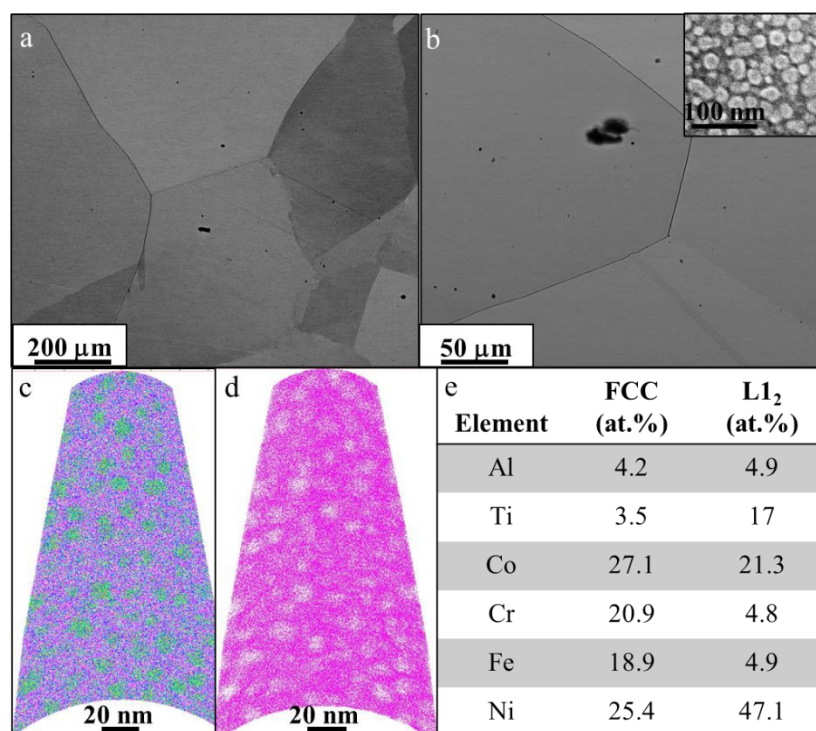 a
b
100 nm
200 μm
50 μm
c
d
e
20 nm
20 nm
Element FCC (at.%) L1₂ (at.%)
Al 4.2 4.9
Ti 3.5 17
Co 27.1 21.3
Cr 20.9 4.8
Fe 18.9 4.9
Ni 25.4 47.1